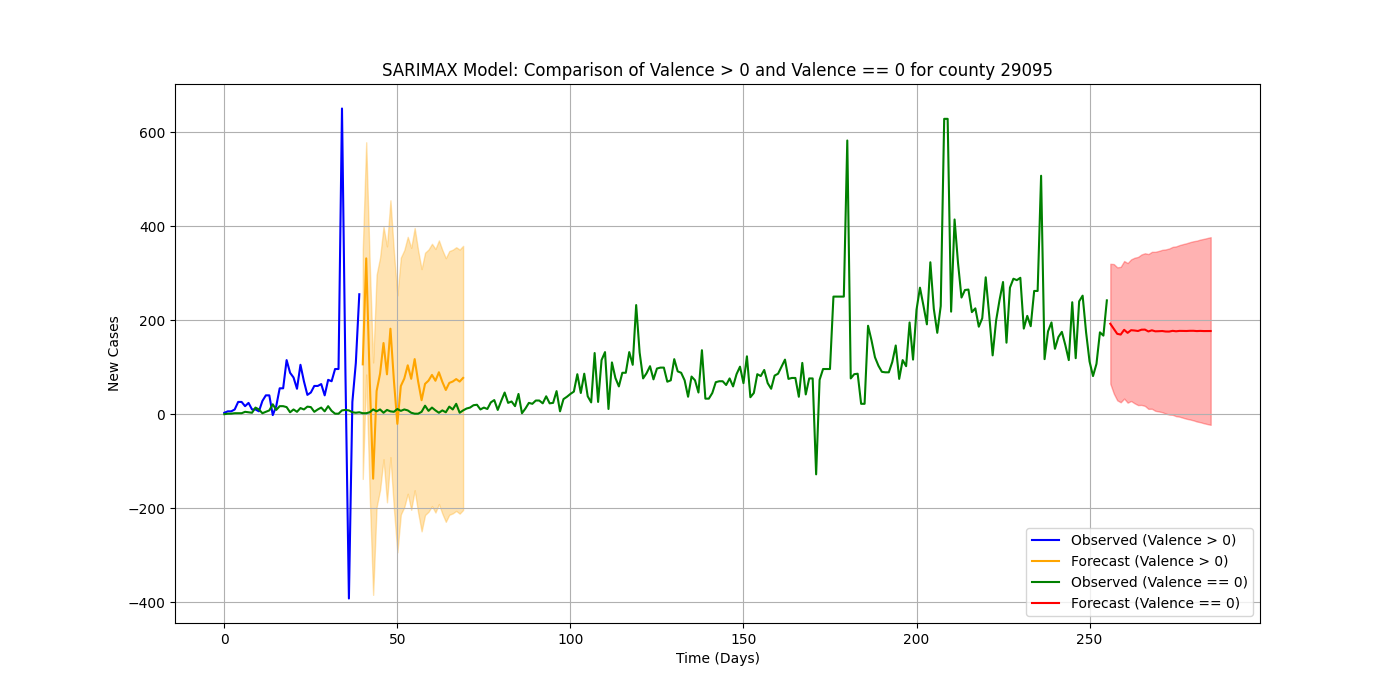 SARIMAX Model: Comparison of Valence > 0 and Valence == 0 for county 29095
New Cases
600
400
200
0
−200
−400
0 50 100 150 200 250
Time (Days)
Observed (Valence > 0)
Forecast (Valence > 0)
Observed (Valence == 0)
Forecast (Valence == 0)